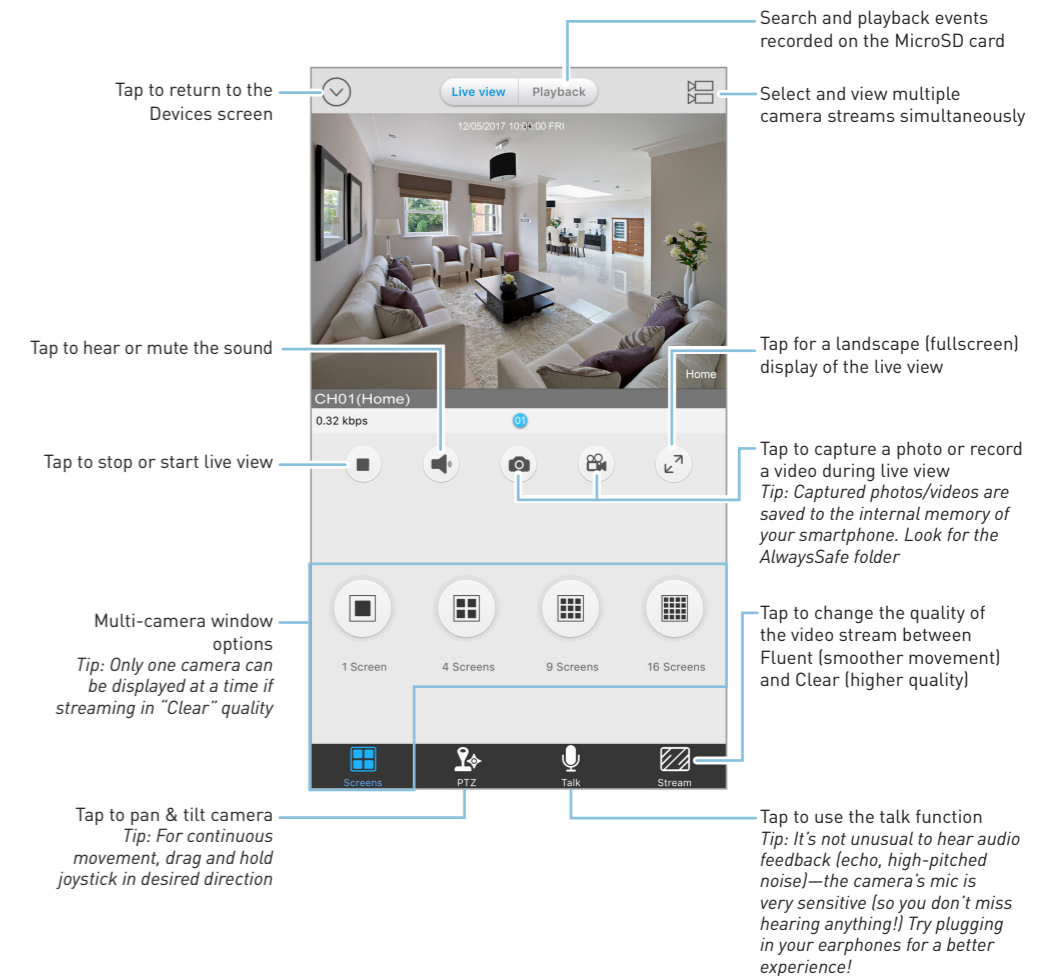 Search and playback events
recorded on the MicroSD card
Tap to return to the
Devices screen
Live view
Playback
Select and view multiple
camera streams simultaneously
12/05/2017 10:00:00 FRI
Tap to hear or mute the sound
Tap for a landscape (fullscreen)
display of the live view
Home
CH01(Home)
0.32 kbps
01
Tap to stop or start live view
Tap to capture a photo or record
a video during live view
Tip: Captured photos/videos are
saved to the internal memory of
your smartphone. Look for the
AlwaysSafe folder
Multi-camera window
options
Tip: Only one camera can
be displayed at a time if
streaming in “Clear” quality
1 Screen
4 Screens
9 Screens
16 Screens
Tap to change the quality of
the video stream between
Fluent (smoother movement)
and Clear (higher quality)
Screens
PTZ
Talk
Stream
Tap to pan & tilt camera
Tip: For continuous
movement, drag and hold
joystick in desired direction
Tap to use the talk function
Tip: It’s not unusual to hear audio
feedback (echo, high-pitched
noise)—the camera’s mic is
very sensitive (so you don’t miss
hearing anything!) Try plugging
in your earphones for a better
experience!